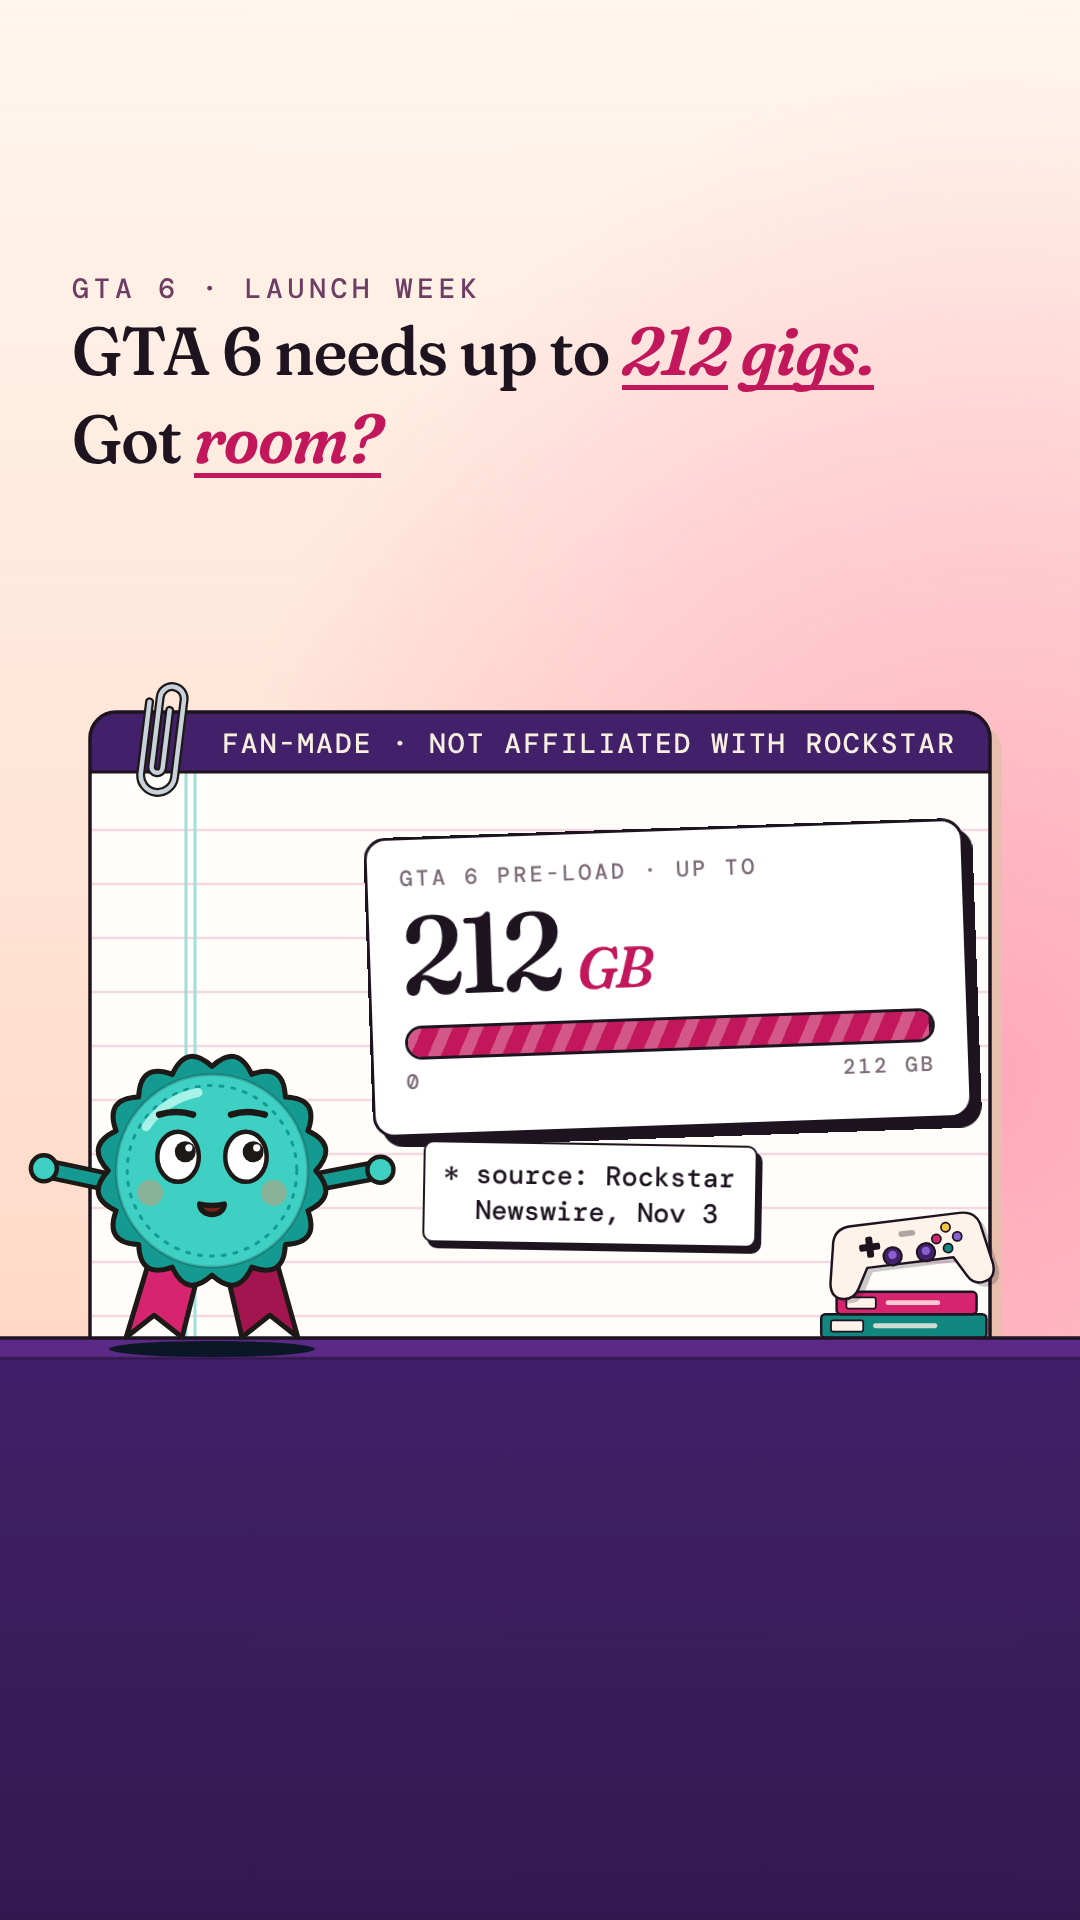 GTA 6 · LAUNCH WEEK
GTA 6 needs up to 212 gigs.
Got room?
FAN-MADE · NOT AFFILIATED WITH ROCKSTAR
GTA 6 PRE-LOAD · UP TO
212 GB
0
212 GB
* source: Rockstar
Newswire, Nov 3